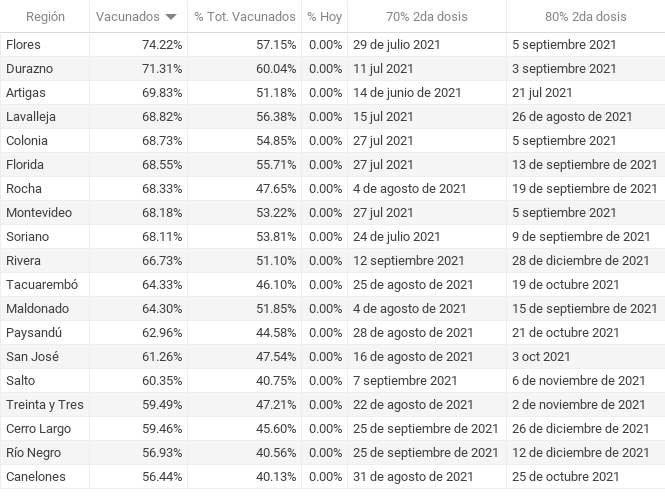 Región Vacunados % Tot. Vacunados % Hoy 70% 2da dosis 80% 2da dosis
Flores 74.22% 57.15% 0.00% 29 de julio 2021 5 septiembre 2021
Durazno 71.31% 60.04% 0.00% 11 jul 2021 3 septiembre 2021
Artigas 69.83% 51.18% 0.00% 14 de junio de 2021 21 jul 2021
Lavalleja 68.82% 56.38% 0.00% 15 jul 2021 26 de agosto de 2021
Colonia 68.73% 54.85% 0.00% 27 jul 2021 5 septiembre 2021
Florida 68.55% 55.71% 0.00% 27 jul 2021 13 de septiembre de 2021
Rocha 68.33% 47.65% 0.00% 4 de agosto de 2021 19 de septiembre de 2021
Montevideo 68.18% 53.22% 0.00% 27 jul 2021 5 septiembre 2021
Soriano 68.11% 53.81% 0.00% 24 de julio 2021 9 de septiembre de 2021
Rivera 66.73% 51.10% 0.00% 12 septiembre 2021 28 de diciembre de 2021
Tacuarembó 64.33% 46.10% 0.00% 25 de agosto de 2021 19 de octubre 2021
Maldonado 64.30% 51.85% 0.00% 4 de agosto de 2021 15 de septiembre de 2021
Paysandú 62.96% 44.58% 0.00% 28 de agosto de 2021 21 de octubre 2021
San José 61.26% 47.54% 0.00% 16 de agosto de 2021 3 oct 2021
Salto 60.35% 40.75% 0.00% 7 septiembre 2021 6 de noviembre de 2021
Treinta y Tres 59.49% 47.21% 0.00% 22 de agosto de 2021 2 de noviembre de 2021
Cerro Largo 59.46% 45.60% 0.00% 25 de septiembre de 2021 26 de diciembre de 2021
Río Negro 56.93% 40.56% 0.00% 25 de septiembre de 2021 12 de diciembre de 2021
Canelones 56.44% 40.13% 0.00% 31 de agosto de 2021 25 de octubre de 2021